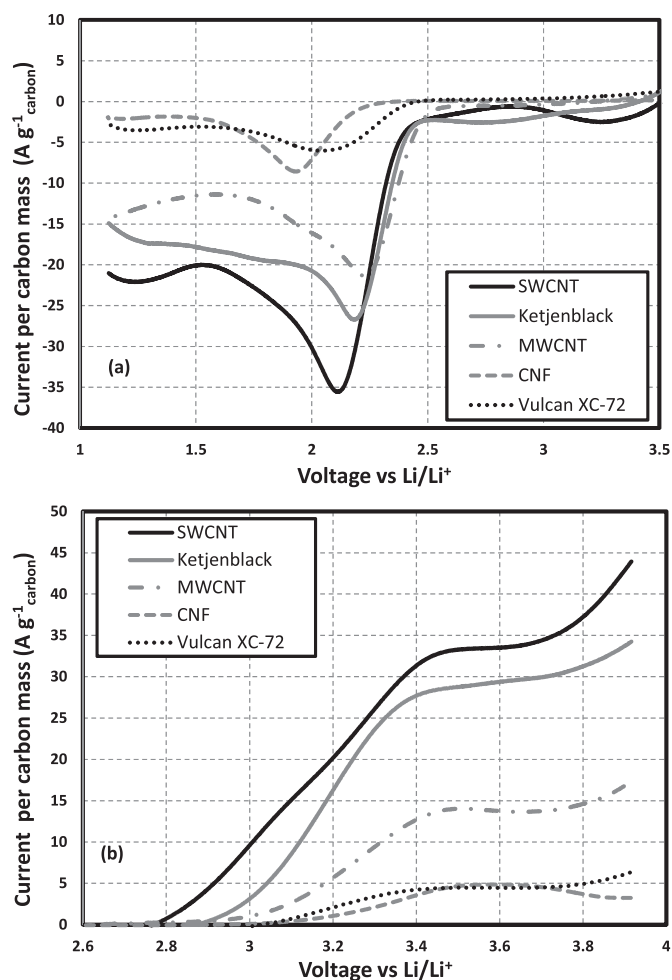 10
5
0
-5
-10
-15
-20
-25
-30
-35
-40
1
1.5
2
2.5
3
3.5
Current per carbon mass (A g⁻¹carbon)
Voltage vs Li/Li⁺
(a)
SWCNT
Ketjenblack
MWCNT
CNF
Vulcan XC-72
50
45
40
35
30
25
20
15
10
5
0
2.6
2.8
3
3.2
3.4
3.6
3.8
4
Current per carbon mass (A g⁻¹carbon)
Voltage vs Li/Li⁺
(b)
SWCNT
Ketjenblack
MWCNT
CNF
Vulcan XC-72